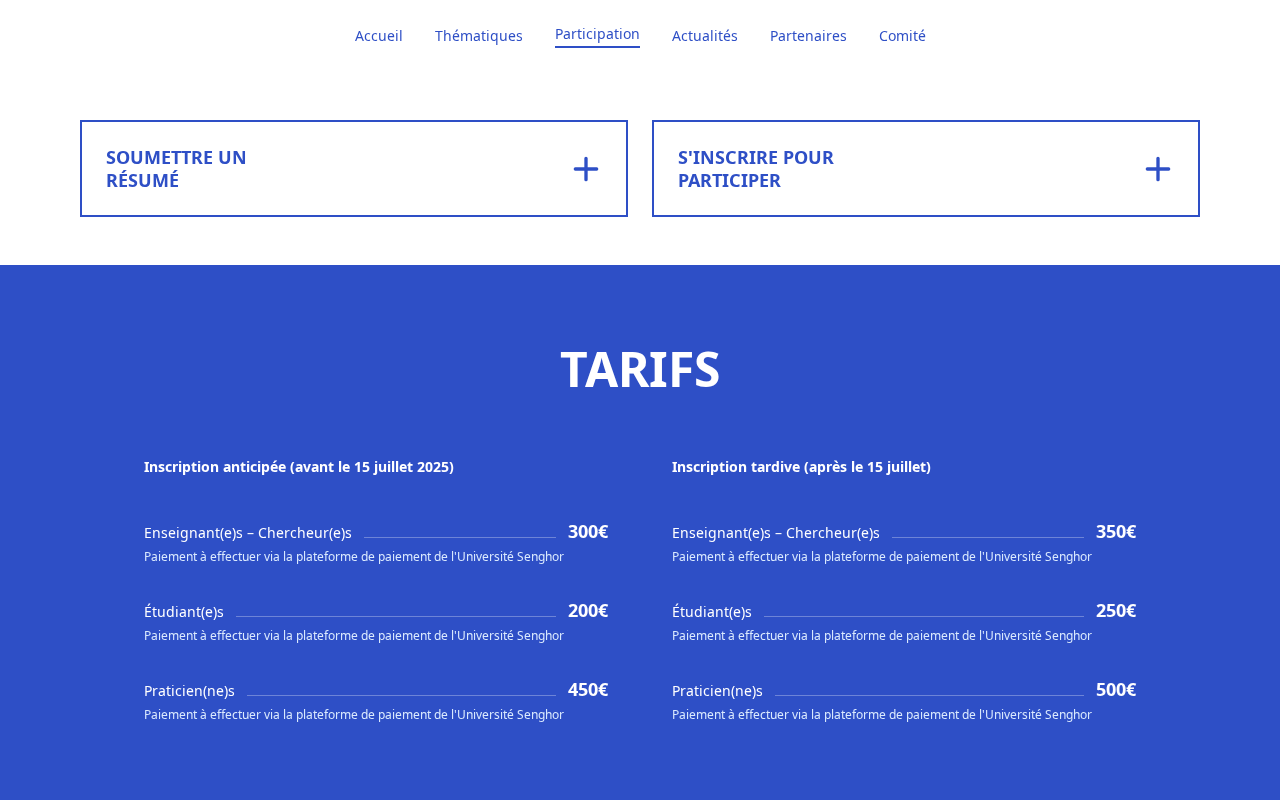 Accueil Thématiques Participation Actualités Partenaires Comité
SOUMETTRE UN
RÉSUMÉ
S'INSCRIRE POUR
PARTICIPER
TARIFS
Inscription anticipée (avant le 15 juillet 2025)
Enseignant(e)s – Chercheur(e)s 300€
Paiement à effectuer via la plateforme de paiement de l'Université Senghor
Étudiant(e)s 200€
Paiement à effectuer via la plateforme de paiement de l'Université Senghor
Praticien(ne)s 450€
Paiement à effectuer via la plateforme de paiement de l'Université Senghor
Inscription tardive (après le 15 juillet)
Enseignant(e)s – Chercheur(e)s 350€
Paiement à effectuer via la plateforme de paiement de l'Université Senghor
Étudiant(e)s 250€
Paiement à effectuer via la plateforme de paiement de l'Université Senghor
Praticien(ne)s 500€
Paiement à effectuer via la plateforme de paiement de l'Université Senghor